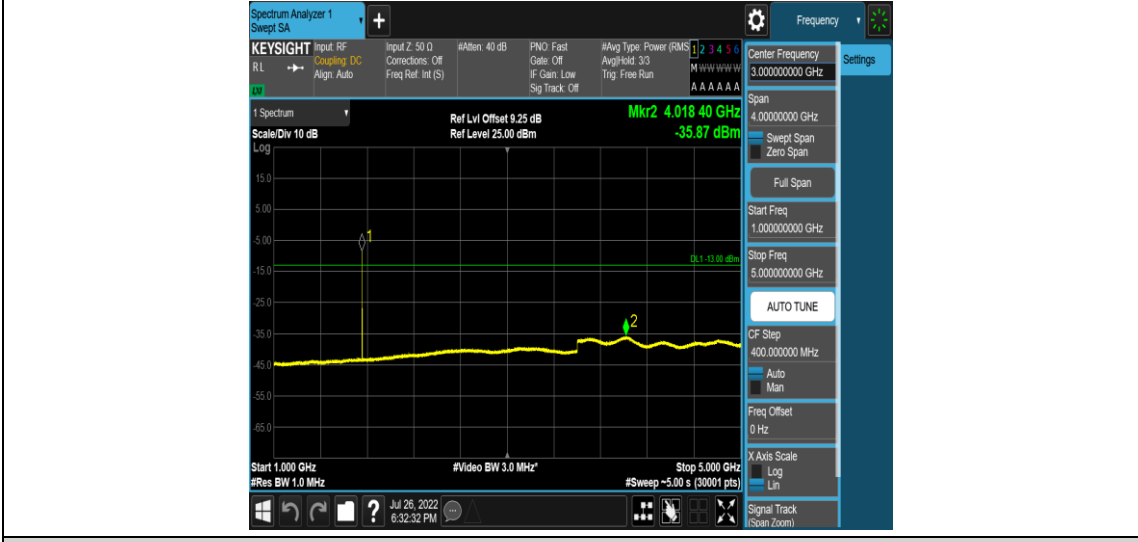 Spectrum Analyzer 1
Swept SA
Frequency
KEYSIGHT
RL
Input: RF
Coupling: DC
Align: Auto
Input Z: 50 Ω
Corrections: Off
Freq Ref: Int (S)
#Atten: 40 dB
PNO: Fast
Gate: Off
IF Gain: Low
Sig Track: Off
#Avg Type: Power (RMS
Avg|Hold: 3/3
Trig: Free Run
1 2 3 4 5 6
M W W W W W
A A A A A A
1 Spectrum
Scale/Div 10 dB
Log
Ref Lvl Offset 9.25 dB
Ref Level 25.00 dBm
Mkr2 4.018 40 GHz
-35.87 dBm
15.0
5.00
-5.00
-15.0
-25.0
-35.0
-45.0
-55.0
-65.0
1
DL1 -13.00 dBm
2
Start 1.000 GHz
#Res BW 1.0 MHz
#Video BW 3.0 MHz*
Stop 5.000 GHz
#Sweep ~5.00 s (30001 pts)
Center Frequency
3.000000000 GHz
Settings
Span
4.00000000 GHz
Swept Span
Zero Span
Full Span
Start Freq
1.000000000 GHz
Stop Freq
5.000000000 GHz
AUTO TUNE
CF Step
400.000000 MHz
Auto
Man
Freq Offset
0 Hz
X Axis Scale
Log
Lin
Signal Track
(Span Zoom)
?
Jul 26, 2022
6:32:32 PM